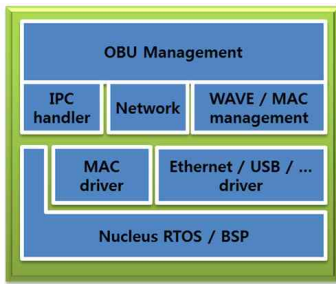 OBU Management
IPC
handler
Network
WAVE / MAC
management
MAC
driver
Ethernet / USB / ...
driver
Nucleus RTOS / BSP